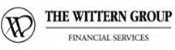 W
THE WITTERN GROUP
FINANCIAL SERVICES